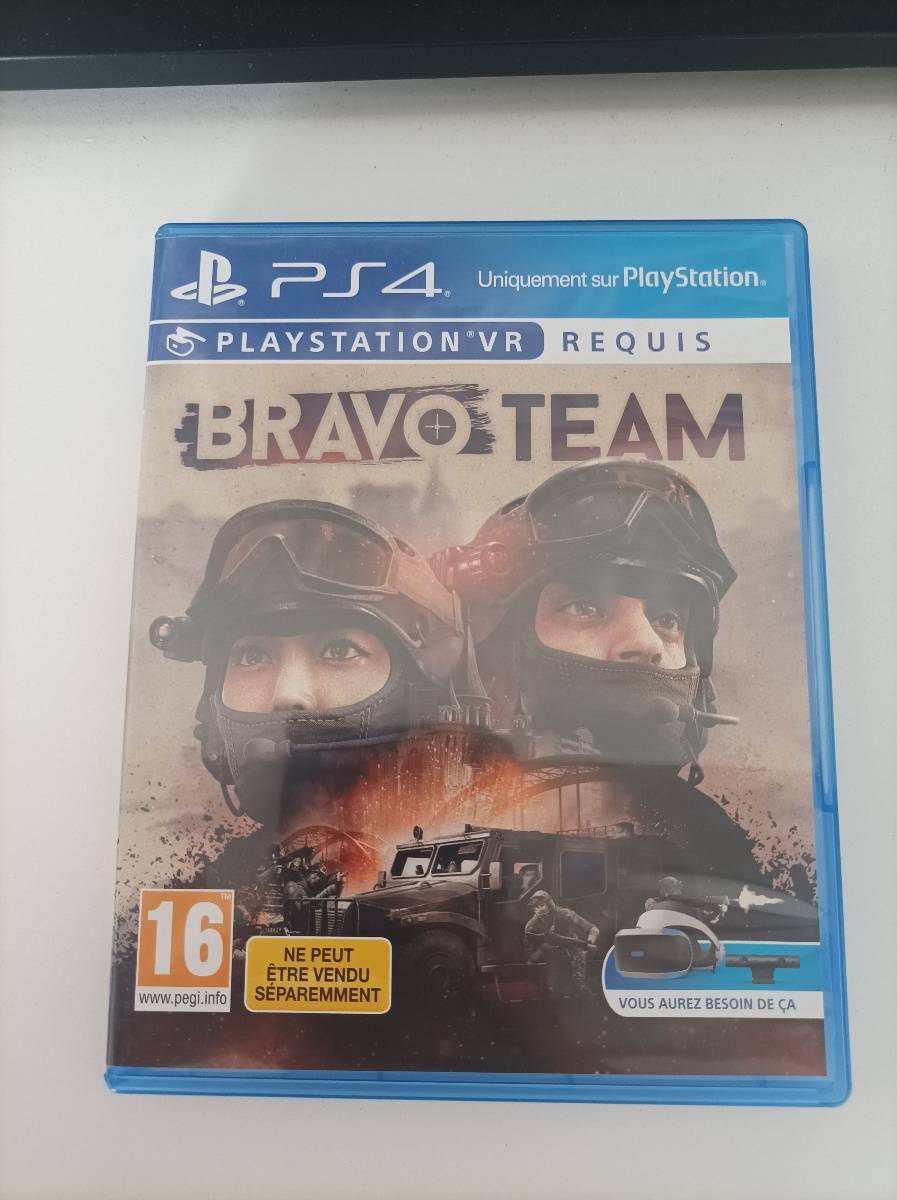 PS4® Uniquement sur PlayStation®
PLAYSTATION®VR REQUIS
BRAVO TEAM
16™
www.pegi.info
NE PEUT
ÊTRE VENDU
SÉPAREMMENT
VOUS AUREZ BESOIN DE ÇA